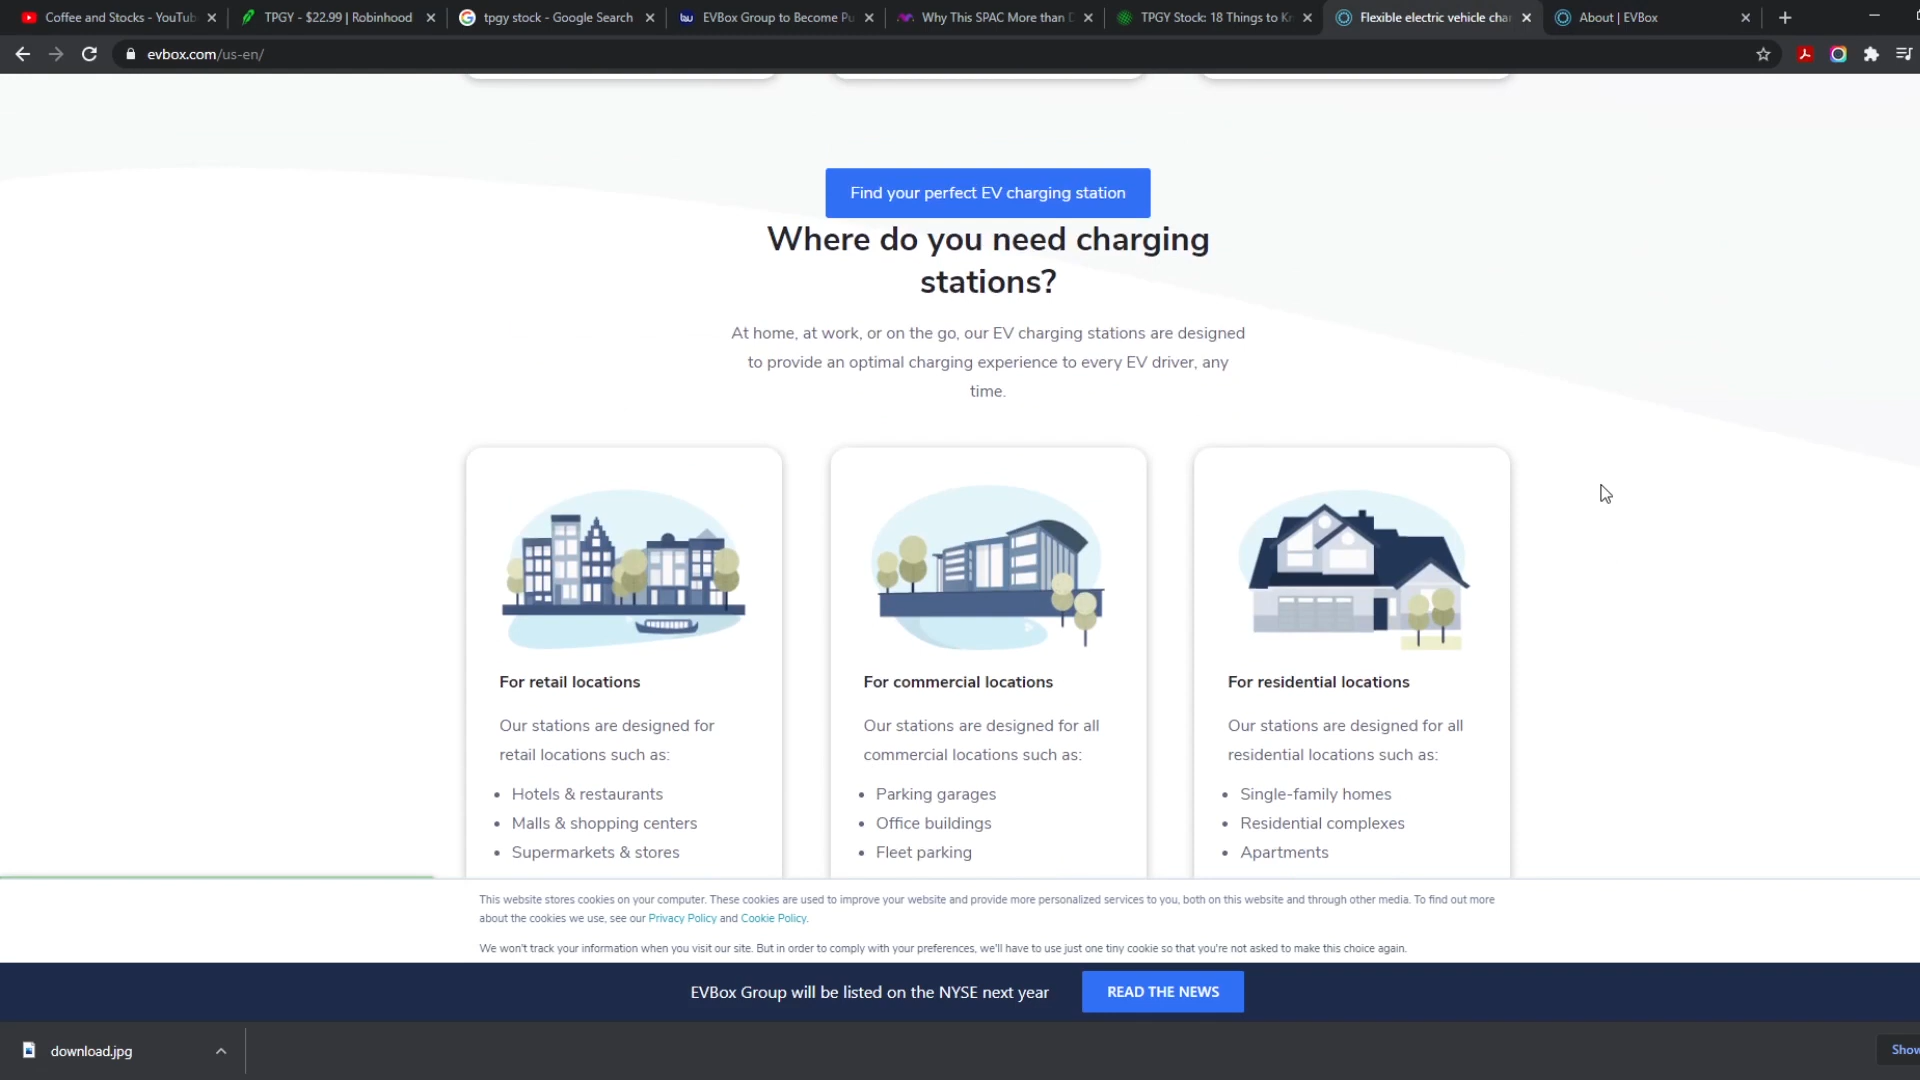 Coffee and Stocks - YouTub
TPGY - $22.99 | Robinhood
tpgy stock - Google Search
EVBox Group to Become Pu
Why This SPAC More than D
TPGY Stock: 18 Things to Kn
Flexible electric vehicle char
About | EVBox
evbox.com/us-en/
Find your perfect EV charging station
Where do you need charging
stations?
At home, at work, or on the go, our EV charging stations are designed
to provide an optimal charging experience to every EV driver, any
time.
For retail locations
Our stations are designed for
retail locations such as:
• Hotels & restaurants
• Malls & shopping centers
• Supermarkets & stores
For commercial locations
Our stations are designed for all
commercial locations such as:
• Parking garages
• Office buildings
• Fleet parking
For residential locations
Our stations are designed for all
residential locations such as:
• Single-family homes
• Residential complexes
• Apartments
This website stores cookies on your computer. These cookies are used to improve your website and provide more personalized services to you, both on this website and through other media. To find out more
about the cookies we use, see our Privacy Policy and Cookie Policy.
We won't track your information when you visit our site. But in order to comply with your preferences, we'll have to use just one tiny cookie so that you're not asked to make this choice again.
EVBox Group will be listed on the NYSE next year
READ THE NEWS
download.jpg
Show